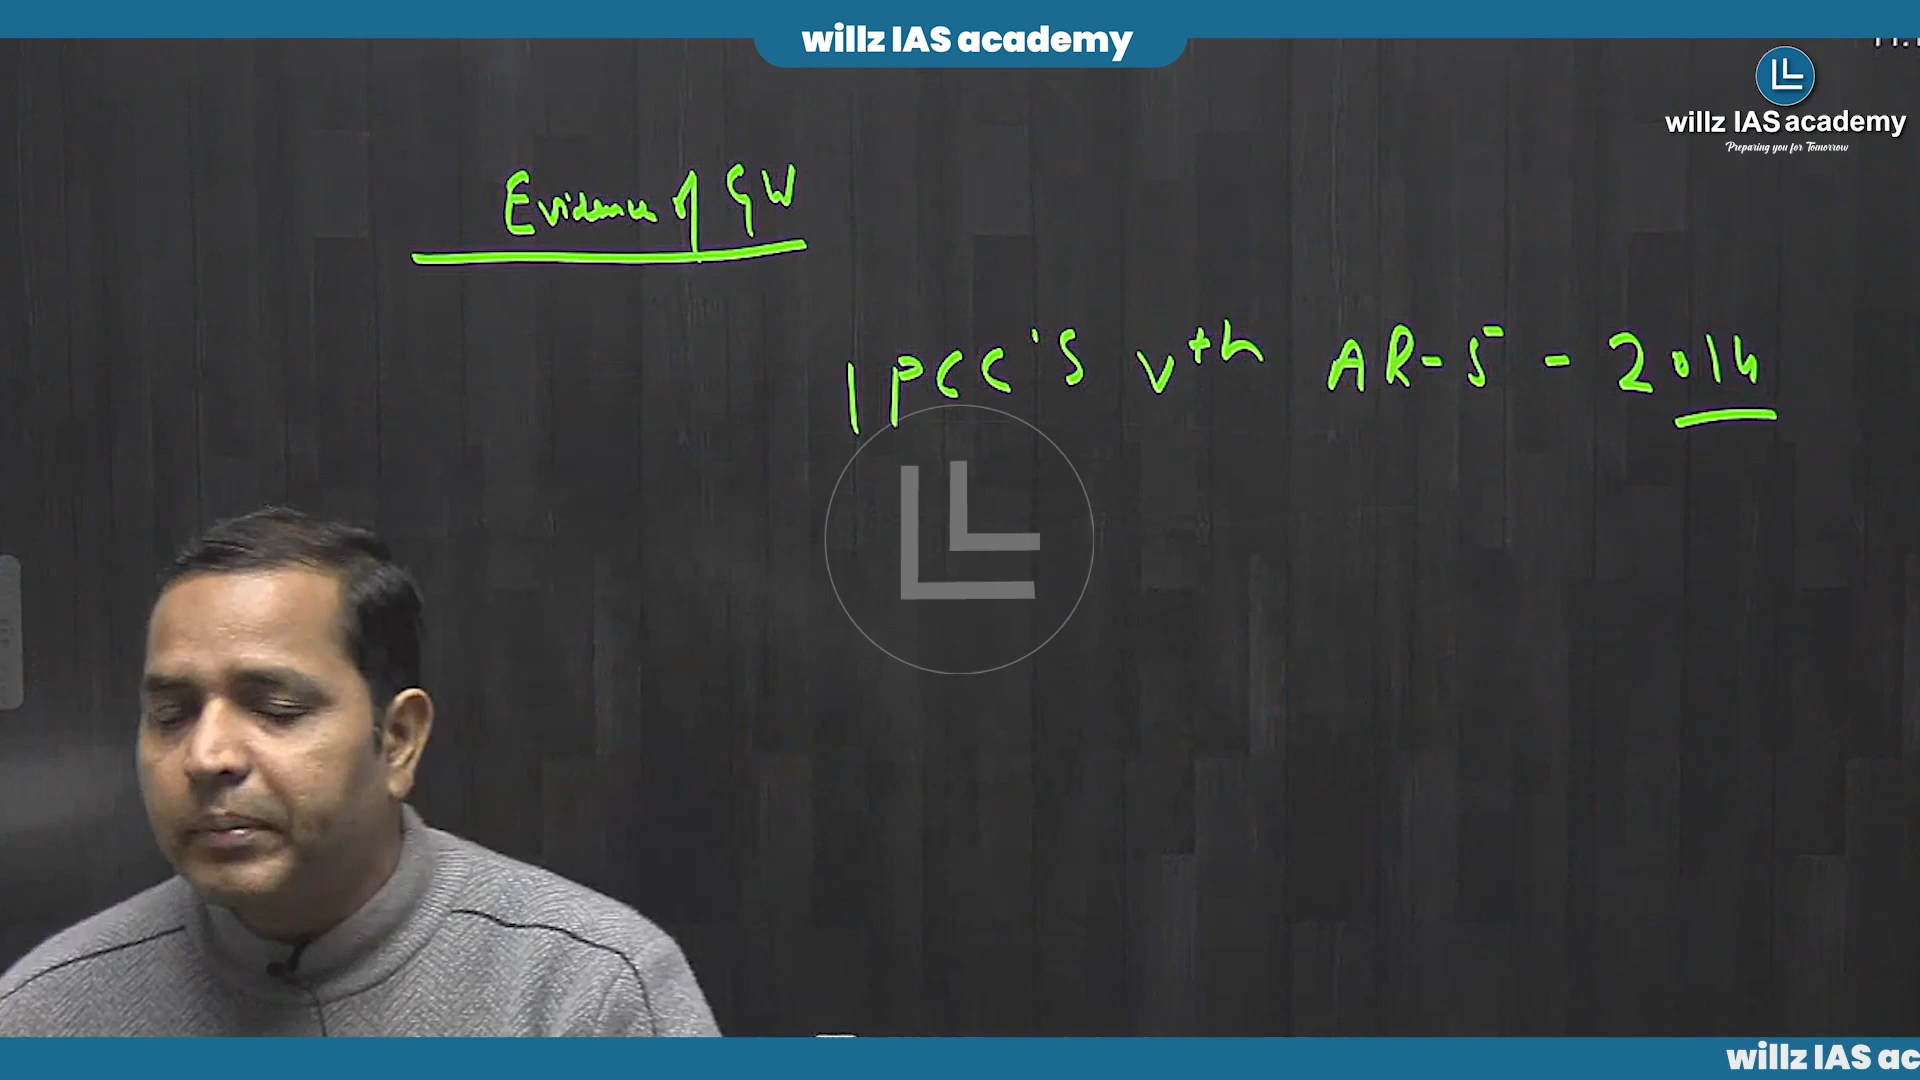 willz IAS academy
willz IAS academy
Preparing you for Tomorrow
Evidence of GW
IPCC's Vth AR-5 - 2014
willz IAS ac